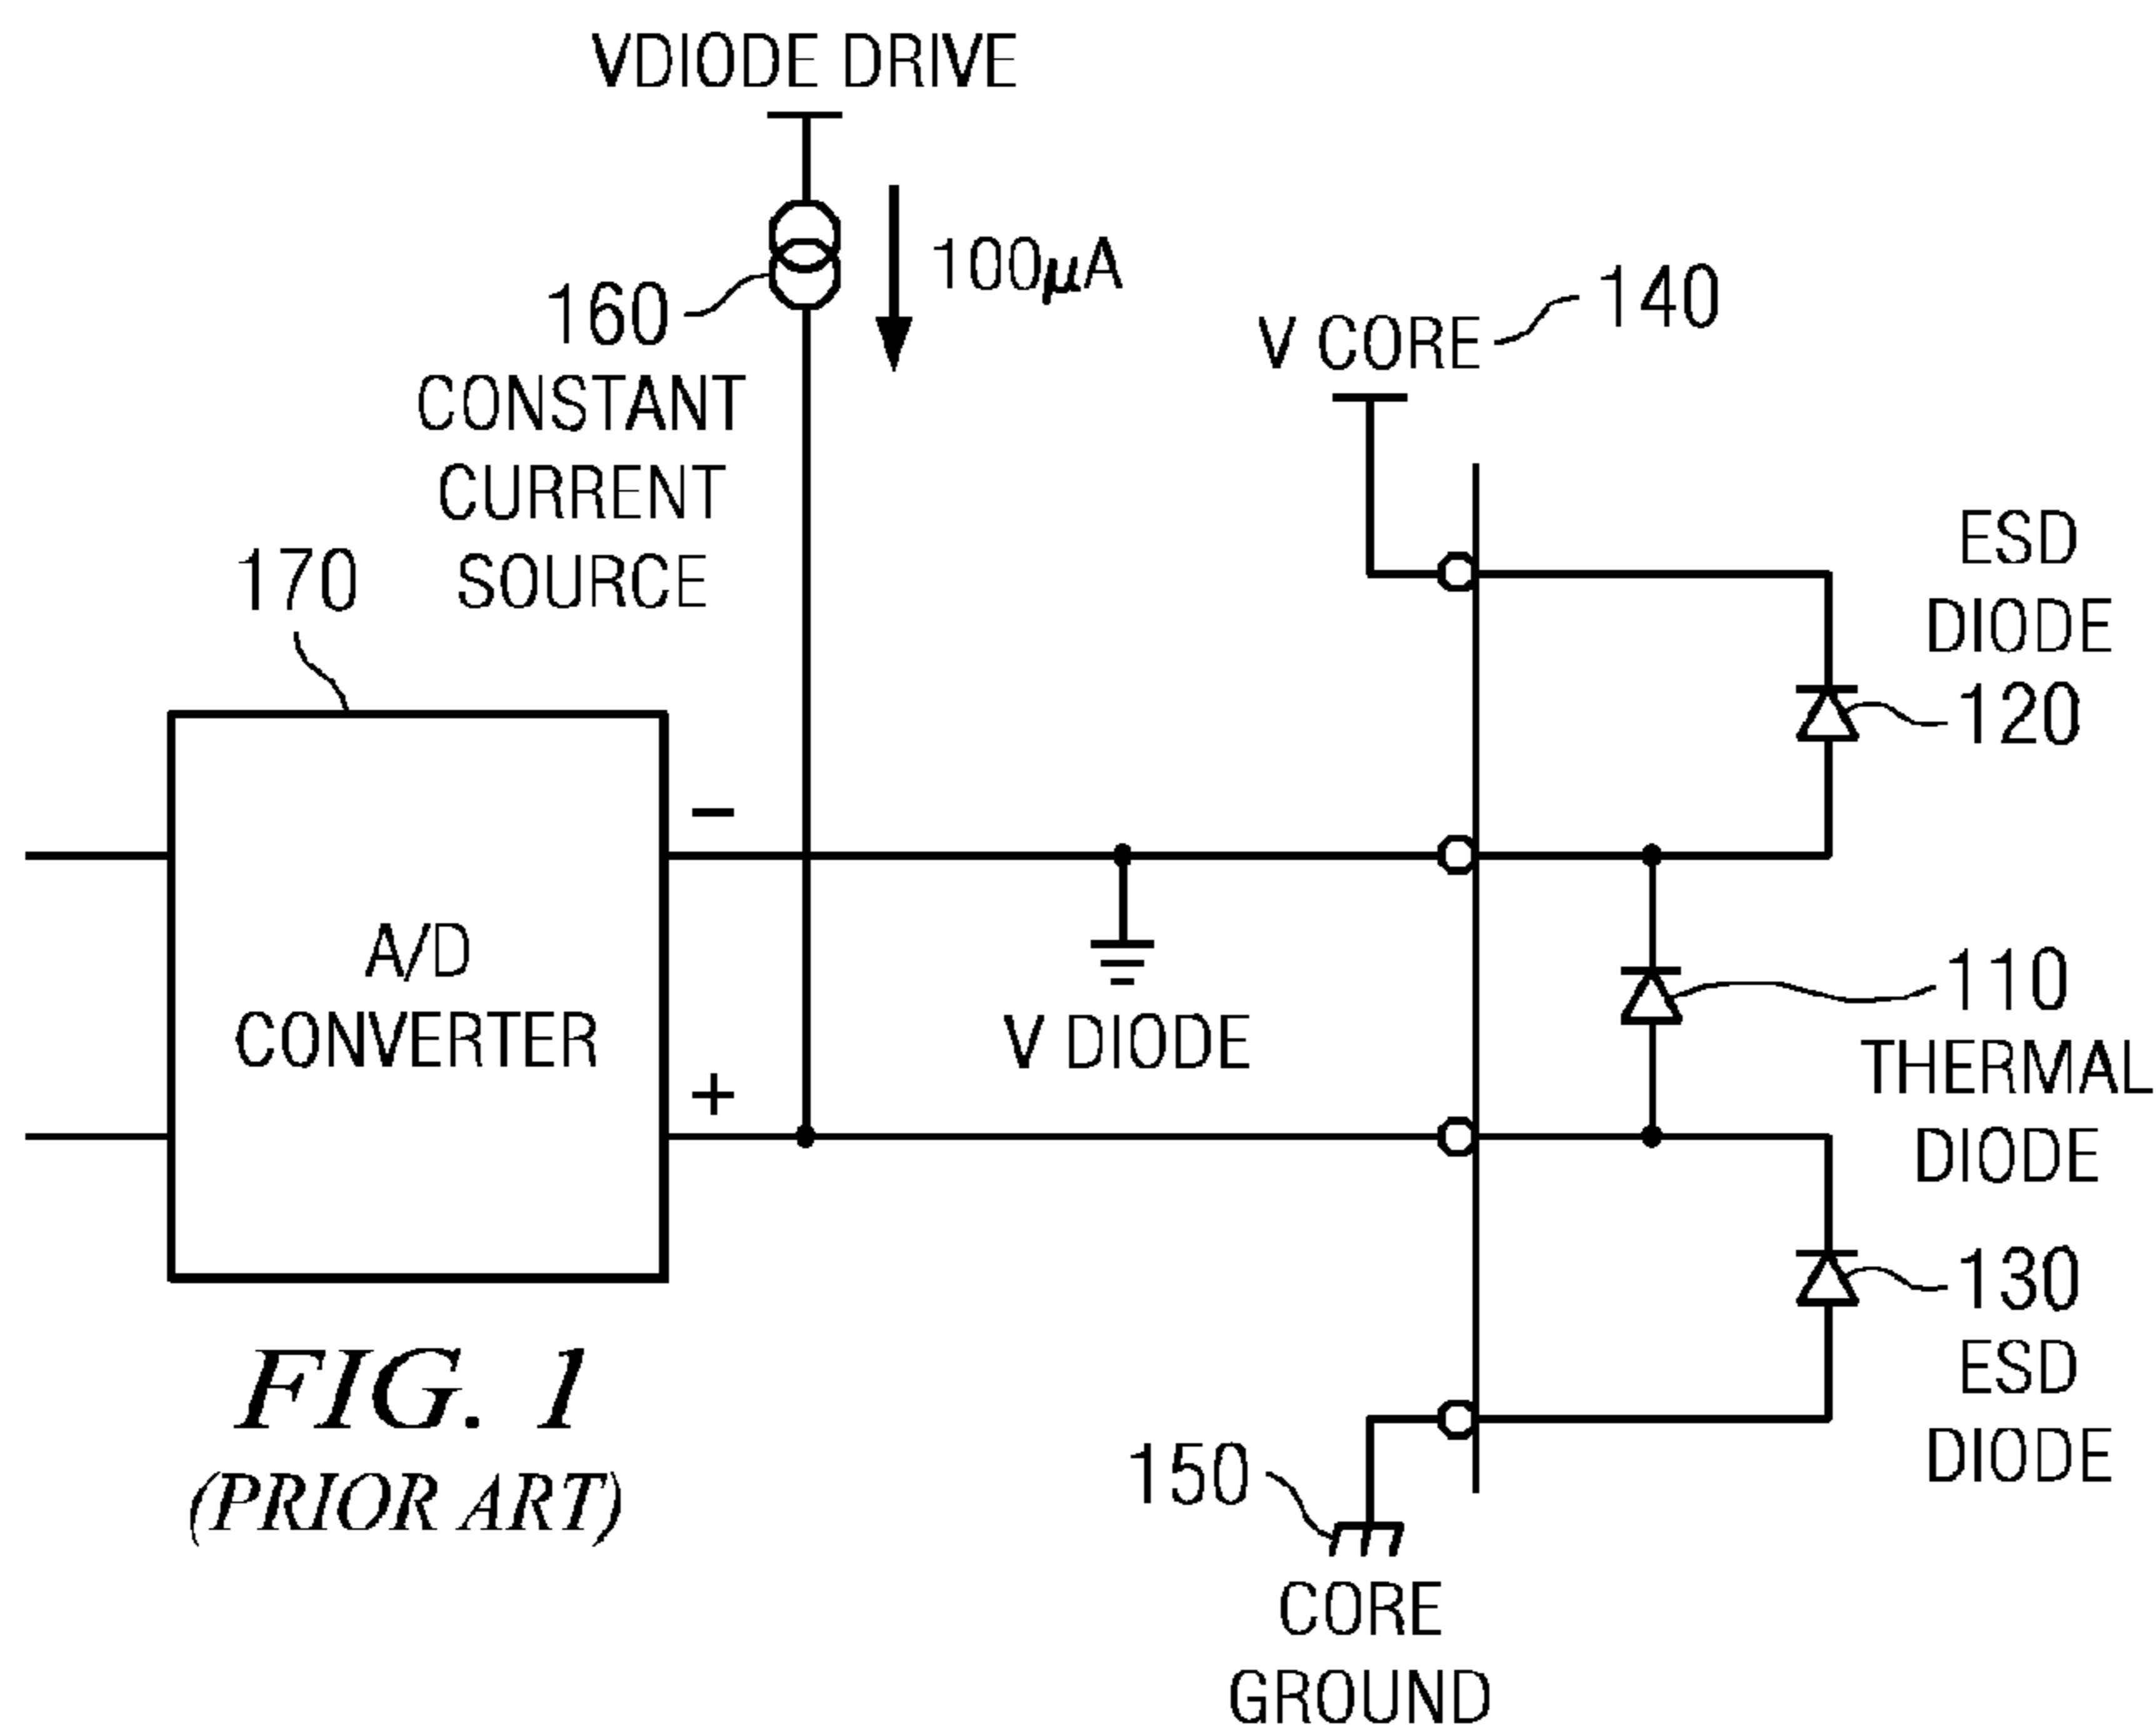 VDIODE DRIVE
100µA
160
CONSTANT
CURRENT
SOURCE
V CORE
140
170
ESD
DIODE
120
−
A/D
CONVERTER
V DIODE
+
110
THERMAL
DIODE
130
ESD
DIODE
150
CORE
GROUND
FIG. 1
(PRIOR ART)